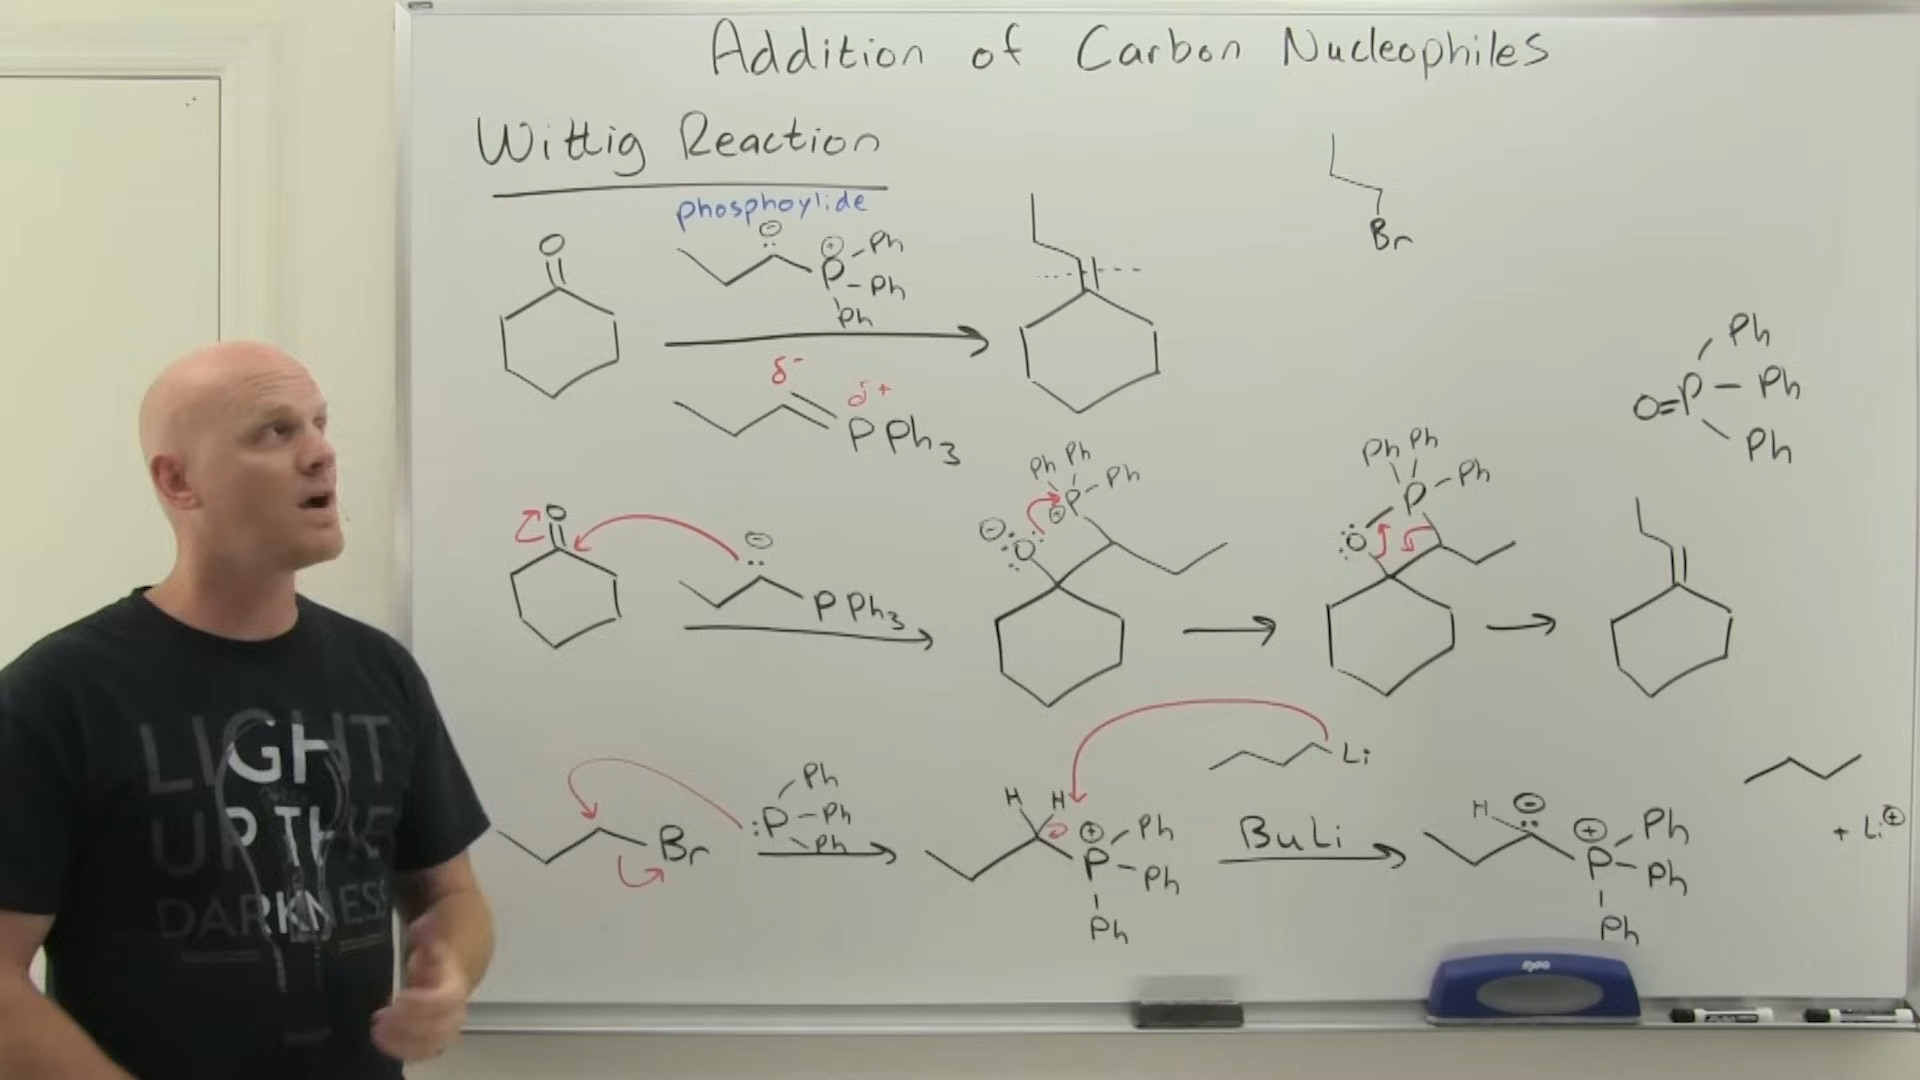 Addition of Carbon Nucleophiles
Wittig Reaction
phosphoylide
O
⊖
··
⊕
P
Ph
Ph
Ph
Br
δ-
δ+
PPh3
O=P
Ph
Ph
Ph
O
⊖
··
PPh3
⊖
O
Ph Ph Ph
P
⊕
Ph Ph
P
Ph
O
Br
:P
Ph
Ph
Ph
H H
⊕
P
Ph
Ph
Ph
Li
BuLi
H
⊖
··
⊕
P
Ph
Ph
Ph
+ Li⊕
LIGHT
UP THE
DARKNESS
expo